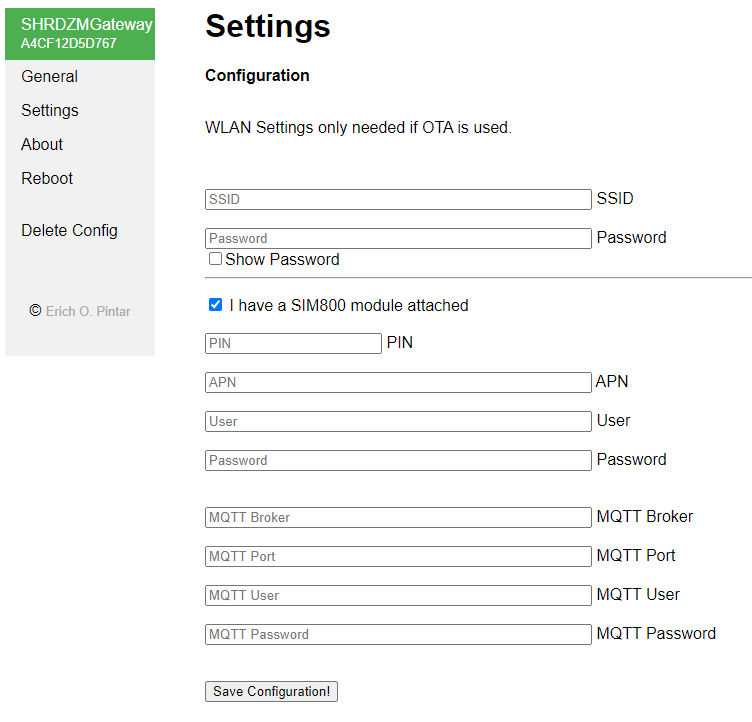 SHRDZMGateway
A4CF12D5D767
General
Settings
About
Reboot
Delete Config
© Erich O. Pintar
Settings
Configuration
WLAN Settings only needed if OTA is used.
SSID SSID
Password Password
Show Password
I have a SIM800 module attached
PIN PIN
APN APN
User User
Password Password
MQTT Broker MQTT Broker
MQTT Port MQTT Port
MQTT User MQTT User
MQTT Password MQTT Password
Save Configuration!